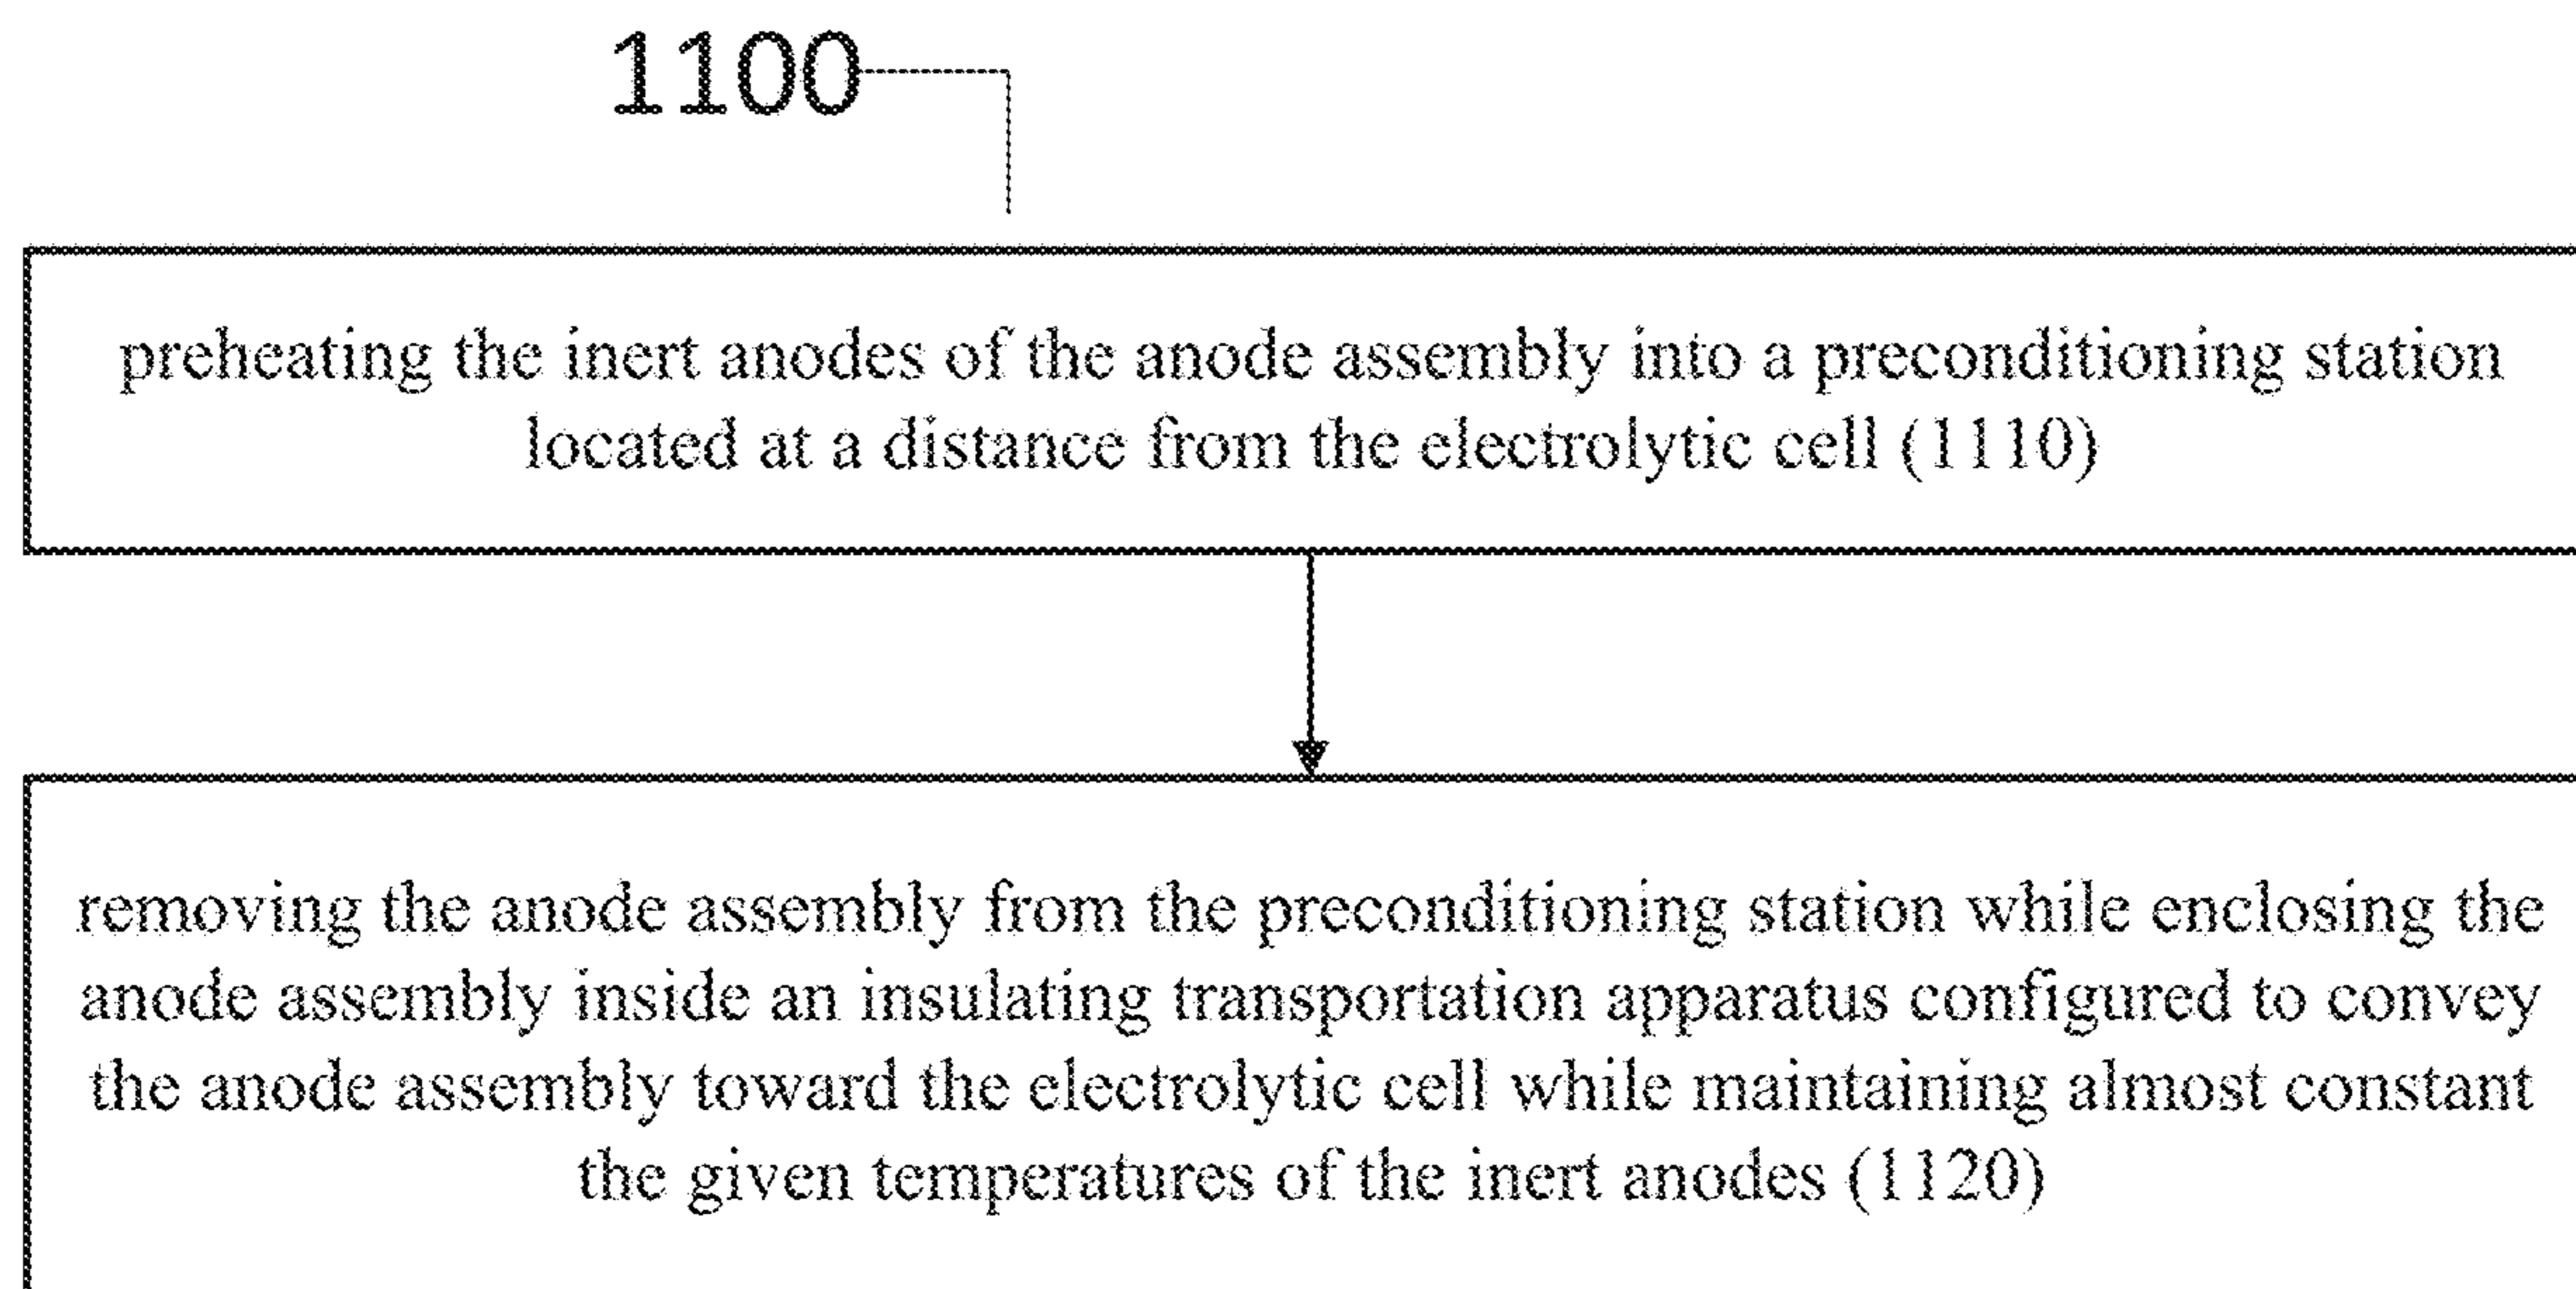 1100
preheating the inert anodes of the anode assembly into a preconditioning station
located at a distance from the electrolytic cell (1110)
removing the anode assembly from the preconditioning station while enclosing the
anode assembly inside an insulating transportation apparatus configured to convey
the anode assembly toward the electrolytic cell while maintaining almost constant
the given temperatures of the inert anodes (1120)